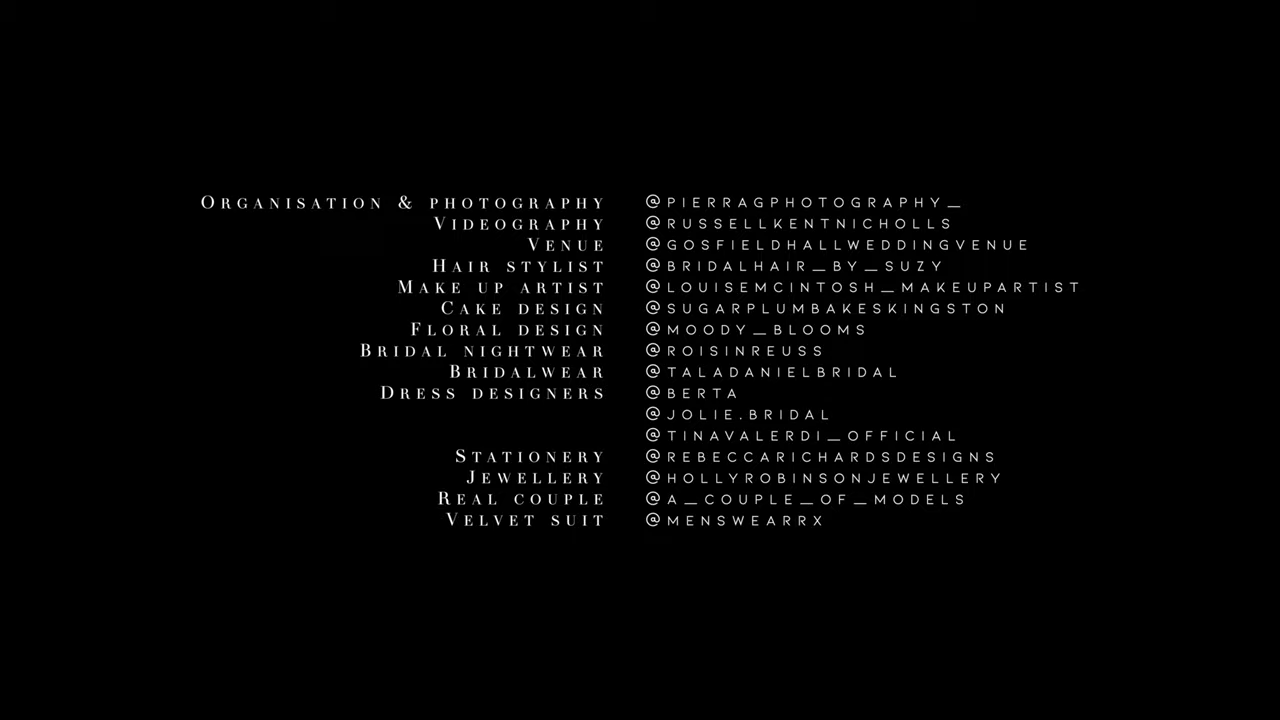 Organisation & photography @PIERRAGPHOTOGRAPHY_
Videography @RUSSELLKENTNICHOLLS
Venue @GOSFIELDHALLWEDDINGVENUE
Hair stylist @BRIDALHAIR_BY_SUZY
Make up artist @LOUISEMCINTOSH_MAKEUPARTIST
Cake design @SUGARPLUMBAKESKINGSTON
Floral design @MOODY_BLOOMS
Bridal nightwear @ROISINREUSS
Bridalwear @TALADANIELBRIDAL
Dress designers @BERTA
@JOLIE.BRIDAL
@TINAVALERDI_OFFICIAL
Stationery @REBECCARICHARDSDESIGNS
Jewellery @HOLLYROBINSONJEWELLERY
Real couple @A_COUPLE_OF_MODELS
Velvet suit @MENSWEARRX